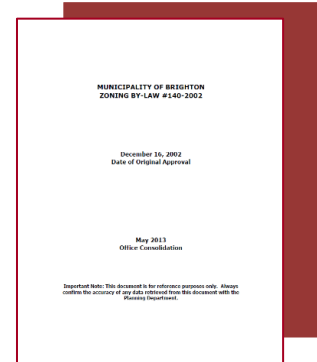 MUNICIPALITY OF BRIGHTON
ZONING BY-LAW #140-2002
December 16, 2002
Date of Original Approval
May 2013
Office Consolidation
Important Note: This document is for reference purposes only. Always
confirm the accuracy of any data retrieved from this document with the
Planning Department.